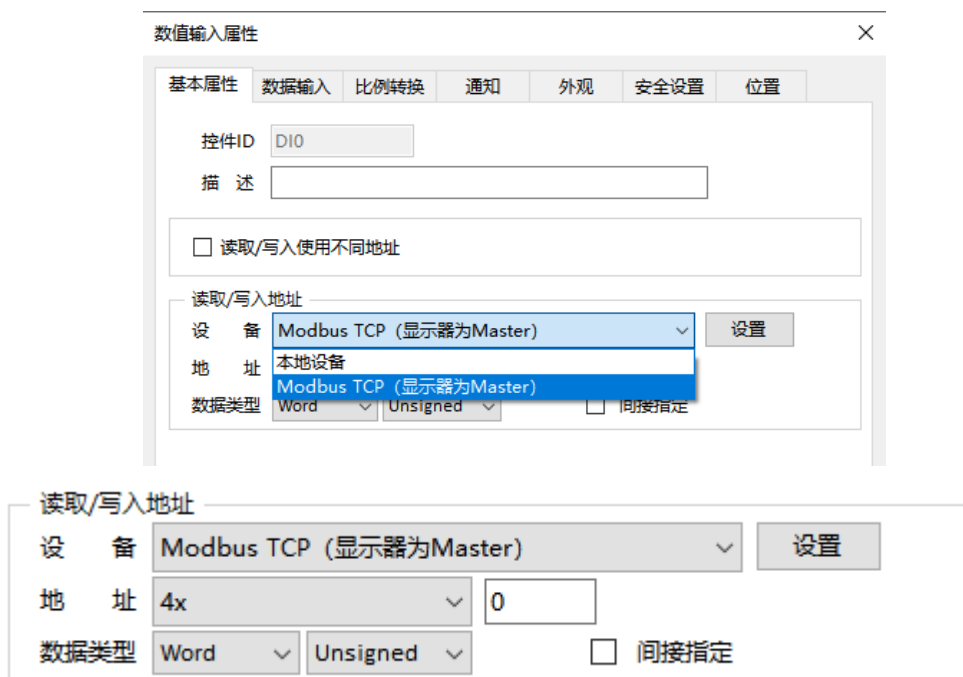 数值输入属性
基本属性 数据输入 比例转换 通知 外观 安全设置 位置
控件ID DI0
描 述
读取/写入使用不同地址
读取/写入地址
设 备 Modbus TCP（显示器为Master） 设置
地 址 本地设备
Modbus TCP（显示器为Master）
数据类型 Word Unsigned 间接指定
读取/写入地址
设 备 Modbus TCP（显示器为Master） 设置
地 址 4x 0
数据类型 Word Unsigned 间接指定